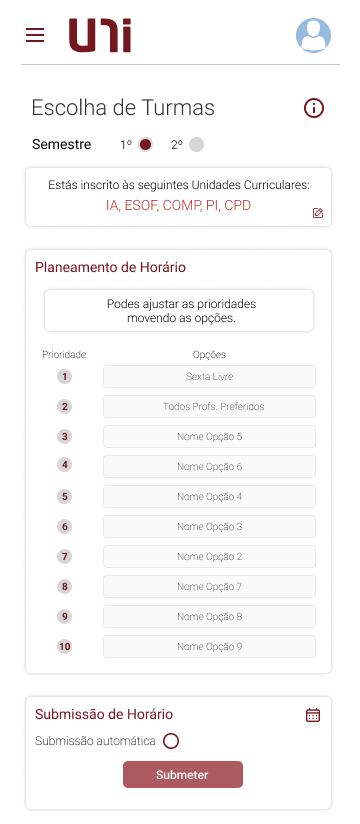 uni
Escolha de Turmas
Semestre 1º 2º
Estás inscrito às seguintes Unidades Curriculares:
IA, ESOF, COMP, PI, CPD
Planeamento de Horário
Podes ajustar as prioridades
movendo as opções.
Prioridade Opções
1 Sexta Livre
2 Todos Profs. Preferidos
3 Nome Opção 5
4 Nome Opção 6
5 Nome Opção 4
6 Nome Opção 3
7 Nome Opção 2
8 Nome Opção 7
9 Nome Opção 8
10 Nome Opção 9
Submissão de Horário
Submissão automática
Submeter